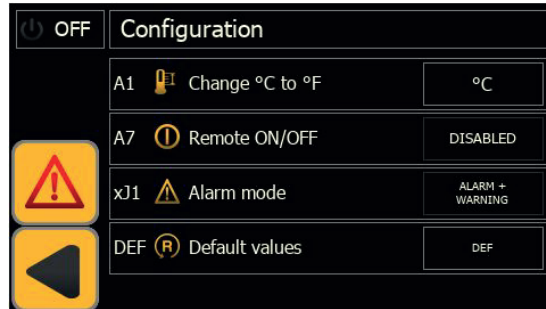 OFF Configuration
A1 Change °C to °F °C
A7 Remote ON/OFF DISABLED
xJ1 Alarm mode ALARM +
WARNING
DEF R Default values DEF